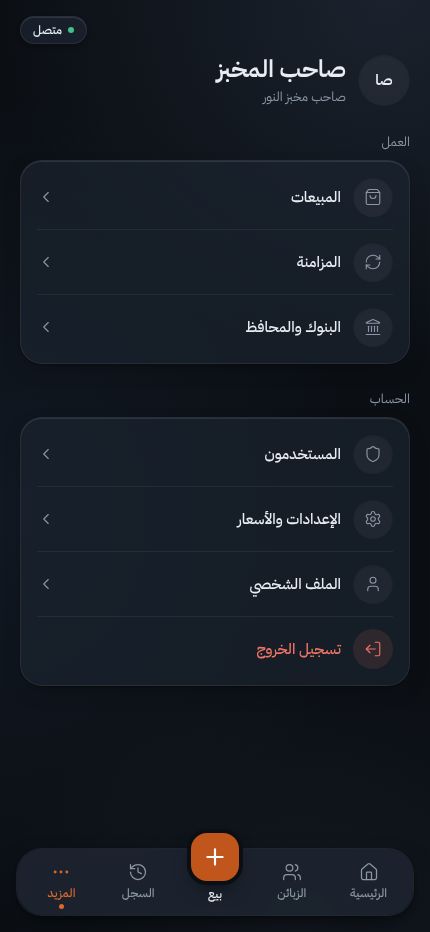 متصل
صا
صاحب المخبز
صاحب مخبز النور
العمل
المبيعات
المزامنة
البنوك والمحافظ
الحساب
المستخدمون
الإعدادات والأسعار
الملف الشخصي
تسجيل الخروج
الرئيسية
الزبائن
بيع
السجل
المزيد